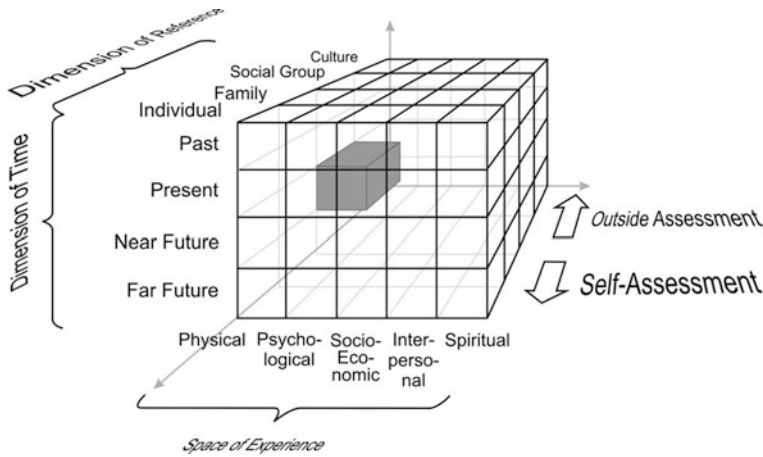 Dimension of Reference
Culture
Social Group
Family
Individual
Dimension of Time
Past
Present
Near Future
Far Future
Outside Assessment
Self-Assessment
Physical
Psycho-
logical
Socio-
Eco-
nomic
Inter-
perso-
nal
Spiritual
Space of Experience